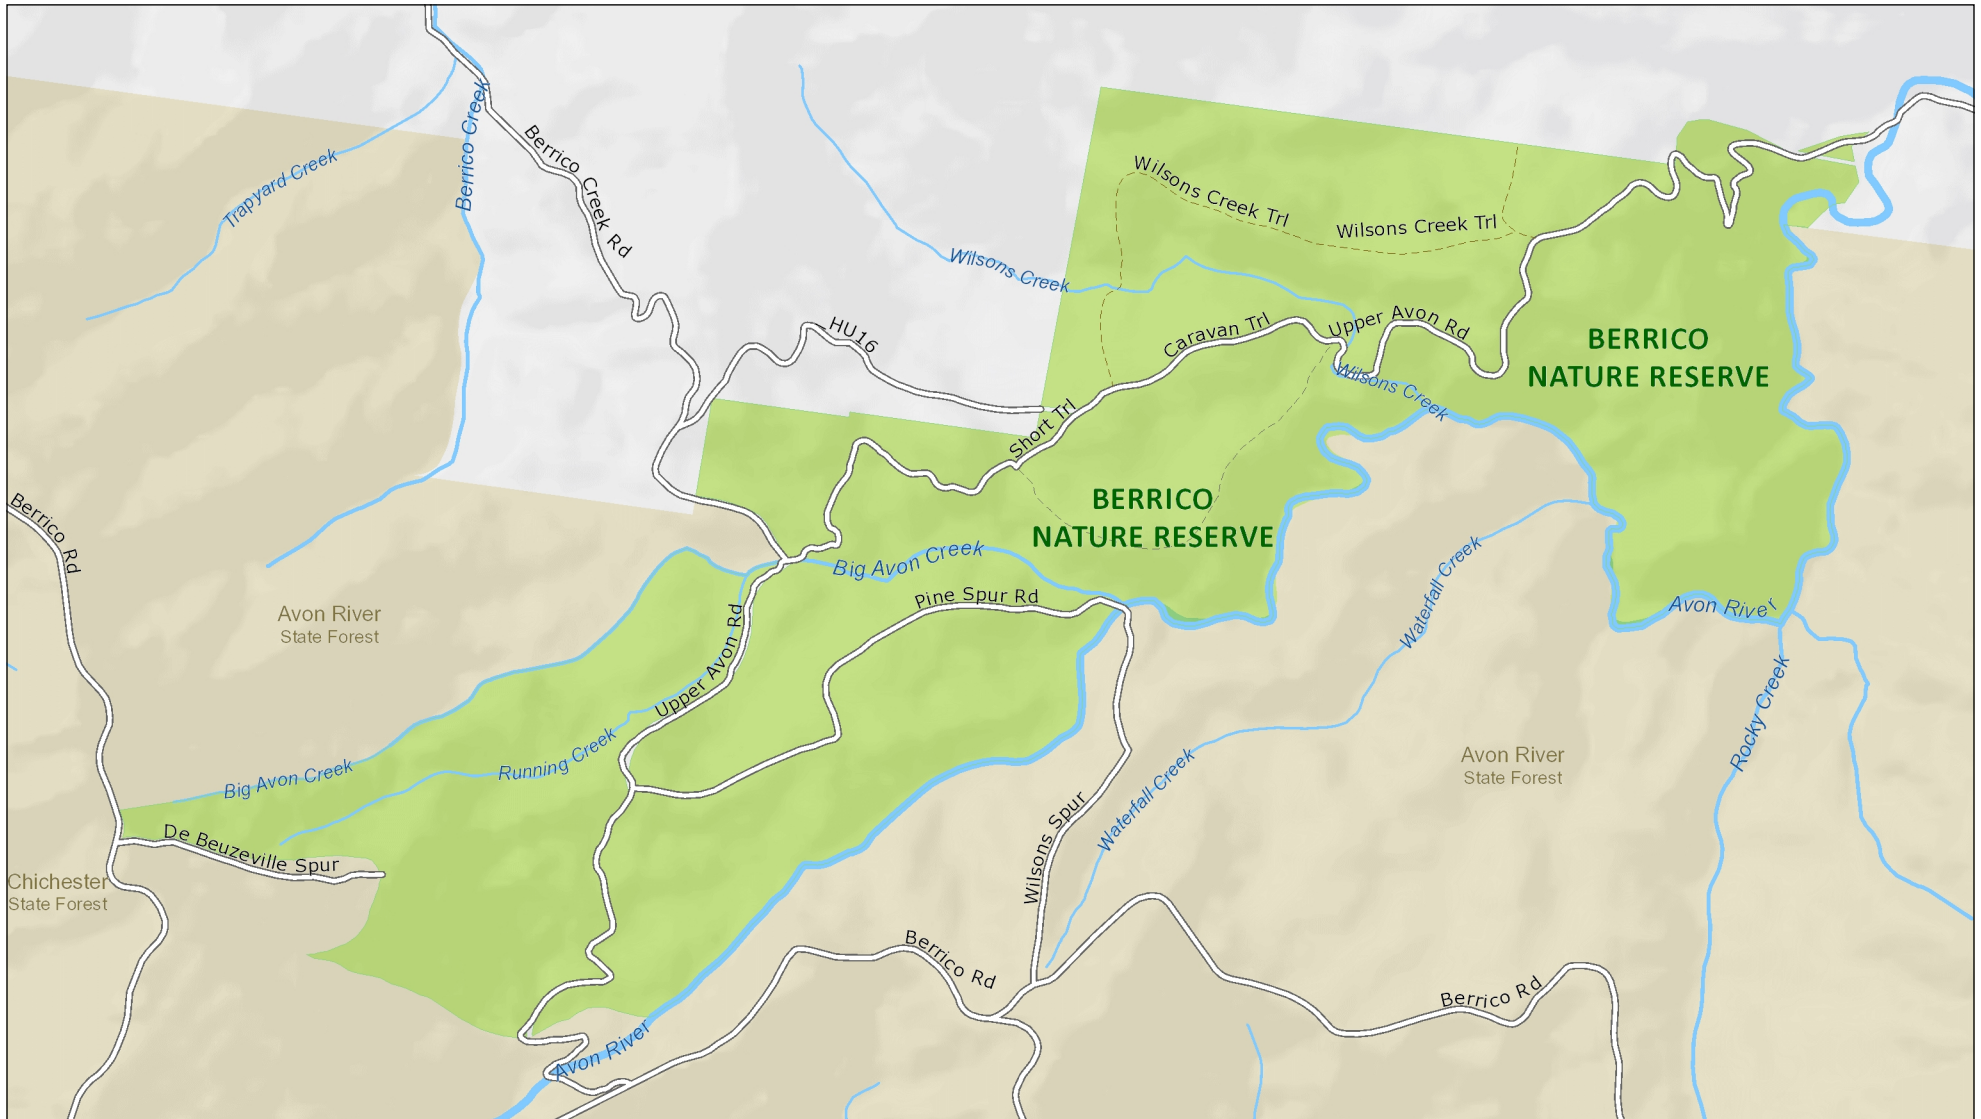 Berrico Creek
Trapyard Creek
Berrico Creek Rd
Wilsons Creek Trl
Wilsons Creek Trl
Wilsons Creek
HU16
Caravan Trl
Upper Avon Rd
BERRICO
NATURE RESERVE
Wilsons Creek
Short Trl
BERRICO
NATURE RESERVE
Berrico Rd
Big Avon Creek
Pine Spur Rd
Waterfall Creek
Avon River
Avon River
State Forest
Upper Avon Rd
Rocky Creek
Running Creek
Big Avon Creek
Avon River
State Forest
Waterfall Creek
De Beuzeville Spur
Wilsons Spur
Chichester
State Forest
Berrico Rd
Berrico Rd
Avon River